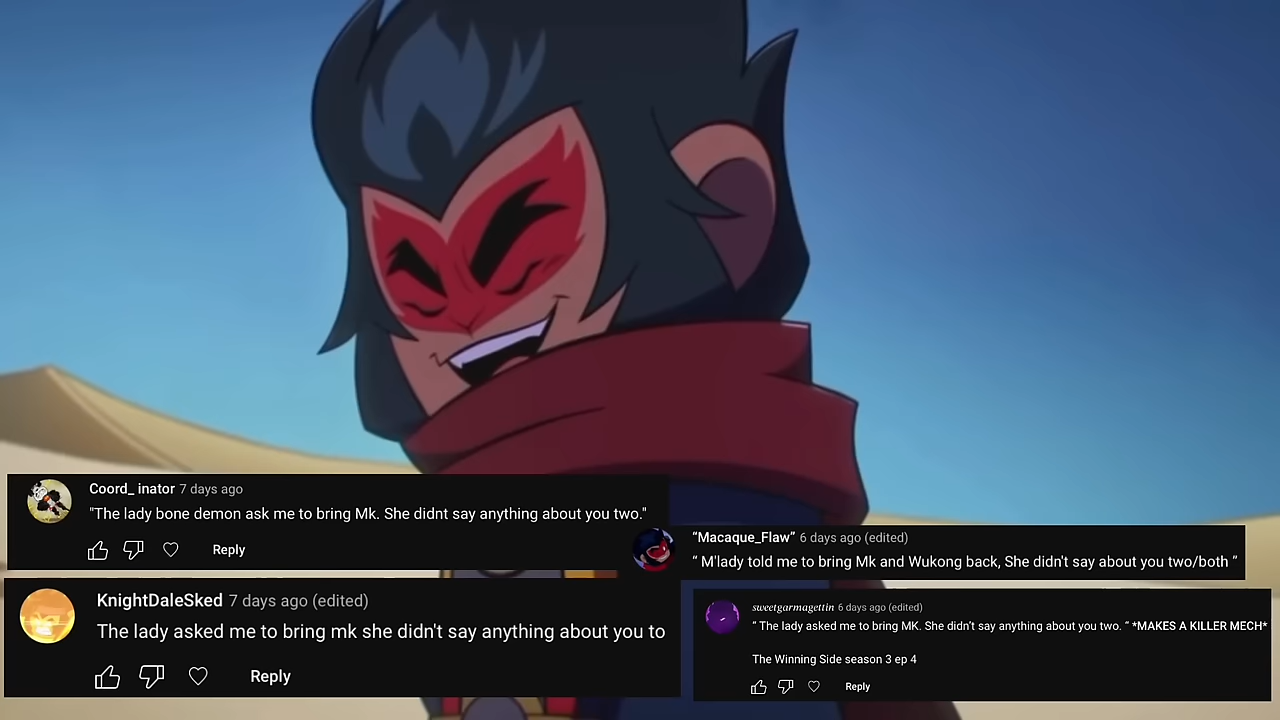 Coord_ inator 7 days ago
"The lady bone demon ask me to bring Mk. She didnt say anything about you two."
Reply
“Macaque_Flaw” 6 days ago (edited)
“ M'lady told me to bring Mk and Wukong back, She didn't say about you two/both ”
KnightDaleSked 7 days ago (edited)
The lady asked me to bring mk she didn't say anything about you to
Reply
sweetgarmagettin 6 days ago (edited)
“ The lady asked me to bring MK. She didn’t say anything about you two. “ *MAKES A KILLER MECH*
The Winning Side season 3 ep 4
Reply